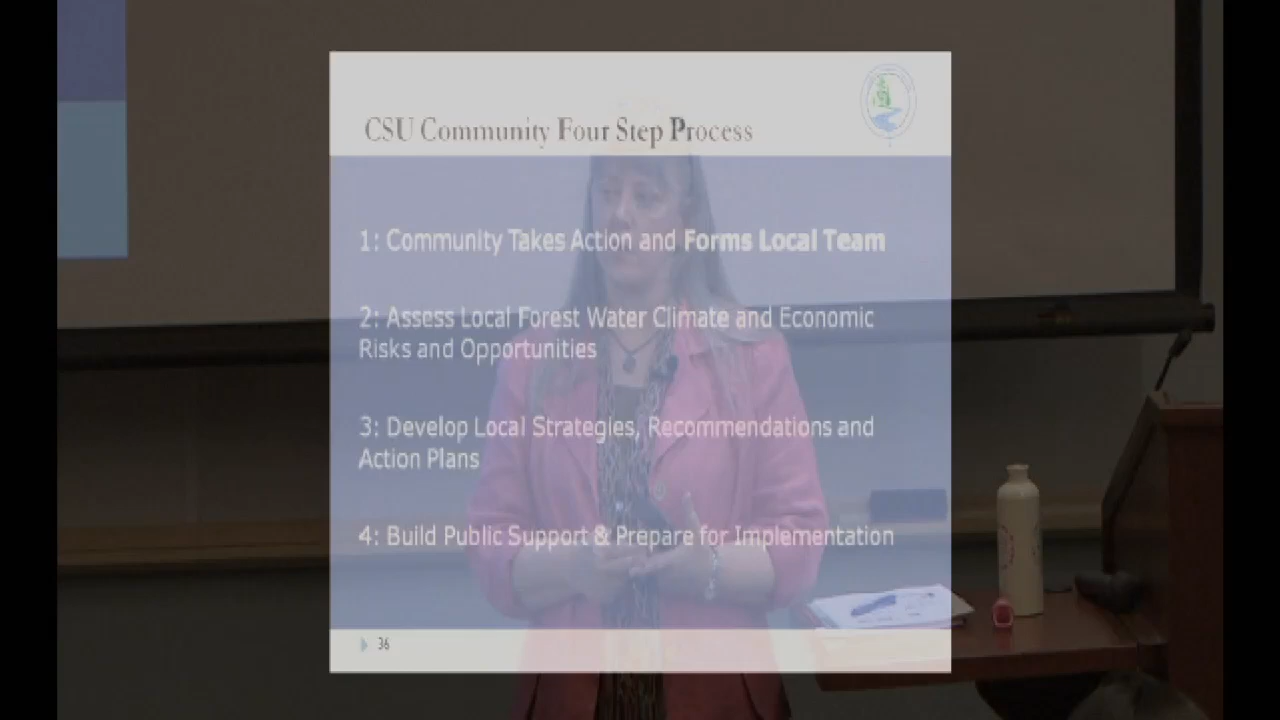 CSU Community Four Step Process
1: Community Takes Action and Forms Local Team
2: Assess Local Forest Water Climate and Economic
Risks and Opportunities
3: Develop Local Strategies, Recommendations and
Action Plans
4: Build Public Support & Prepare for Implementation
36